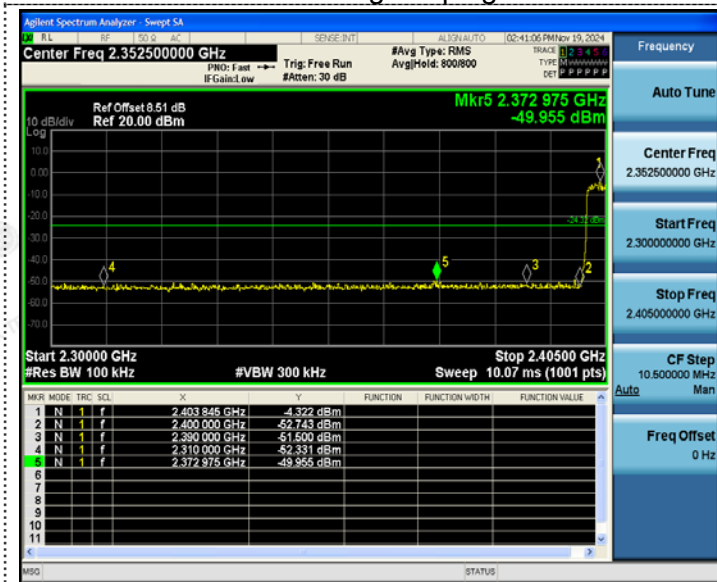 Agilent Spectrum Analyzer - Swept SA
RL RF 50 Ω AC SENSE:INT ALIGNAUTO 02:41:06 PMNov 19, 2024
Center Freq 2.352500000 GHz
PNO: Fast
IFGain:Low
Trig: Free Run
#Atten: 30 dB
#Avg Type: RMS
Avg|Hold: 800/800
TRACE 1 2 3 4 5 6
TYPE M
DET P P P P P P
Ref Offset 8.51 dB
Ref 20.00 dBm
10 dB/div
Log
Mkr5 2.372 975 GHz
-49.955 dBm
10.0
0.00
-10.0
-20.0
-30.0
-40.0
-50.0
-60.0
-70.0
1
4
5
3
2
Start 2.30000 GHz Stop 2.40500 GHz
#Res BW 100 kHz #VBW 300 kHz Sweep 10.07 ms (1001 pts)
MKR MODE TRC SCL X Y FUNCTION FUNCTION WIDTH FUNCTION VALUE
1 N 1 f 2.403 845 GHz -4.322 dBm
2 N 1 f 2.400 000 GHz -52.743 dBm
3 N 1 f 2.390 000 GHz -51.500 dBm
4 N 1 f 2.310 000 GHz -52.331 dBm
5 N 1 f 2.372 975 GHz -49.955 dBm
6
7
8
9
10
11
MSG STATUS
Frequency
Auto Tune
Center Freq
2.352500000 GHz
Start Freq
2.300000000 GHz
Stop Freq
2.405000000 GHz
CF Step
10.500000 MHz
Auto Man
Freq Offset
0 Hz